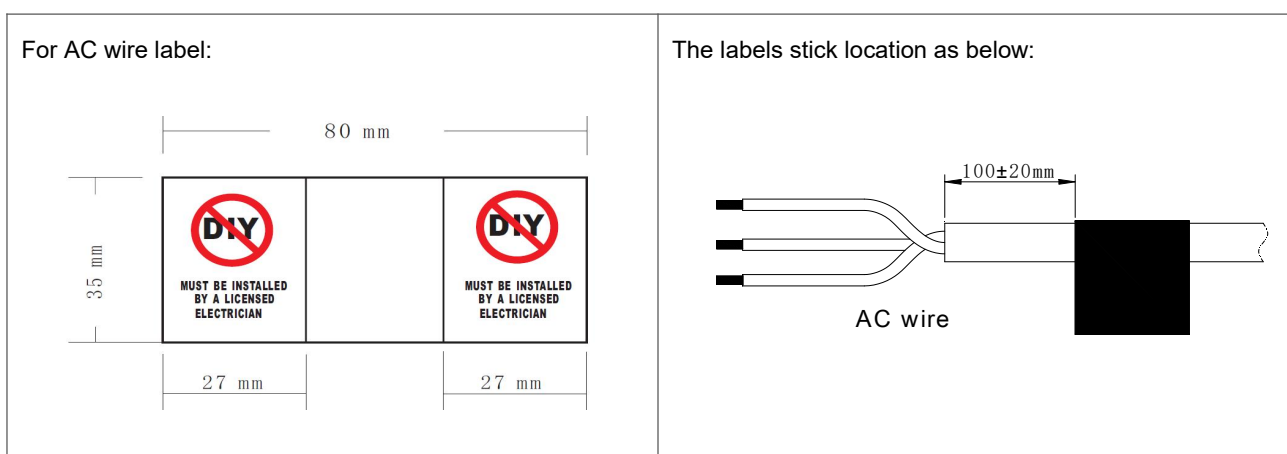 For AC wire label:
80 mm
35 mm
DIY
MUST BE INSTALLED
BY A LICENSED
ELECTRICIAN
DIY
MUST BE INSTALLED
BY A LICENSED
ELECTRICIAN
27 mm
27 mm
The labels stick location as below:
100±20mm
AC wire